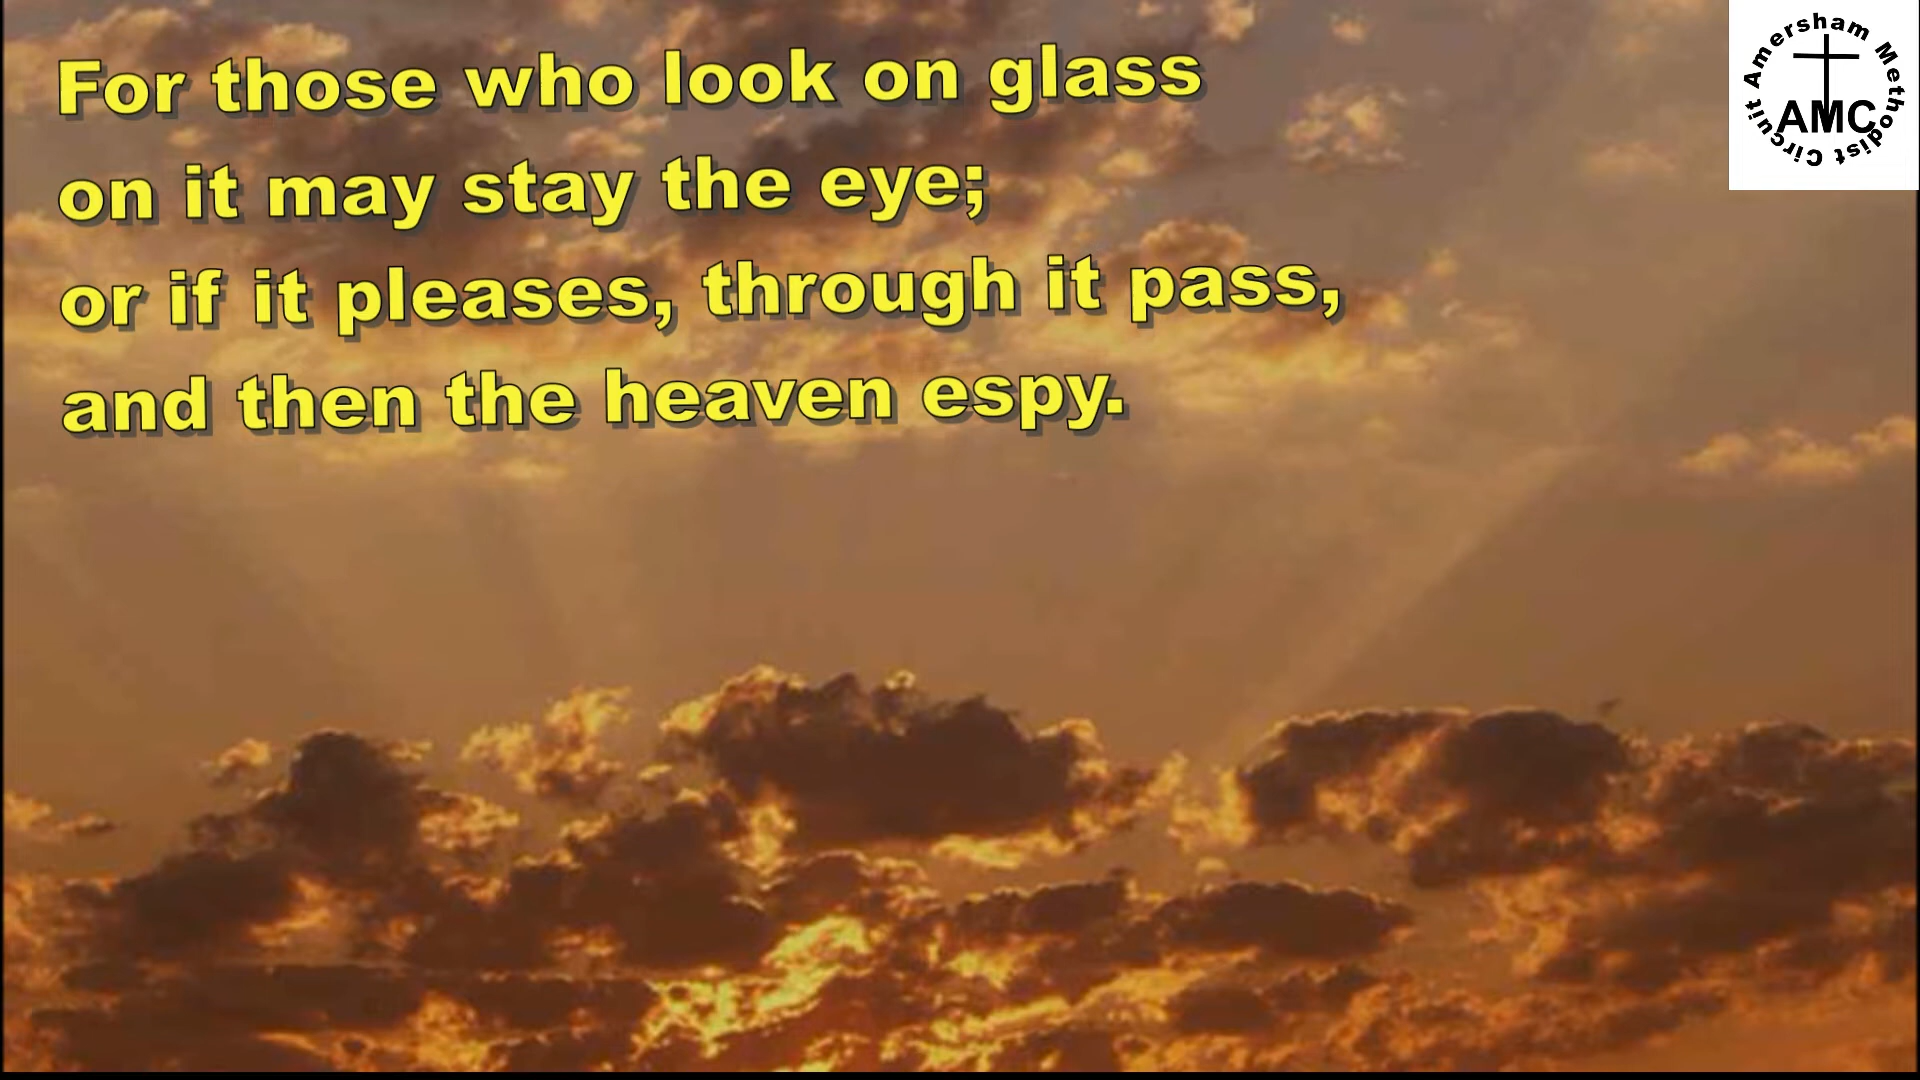 For those who look on glass
on it may stay the eye;
or if it pleases, through it pass,
and then the heaven espy.
Amersham Methodist Circuit
AMC